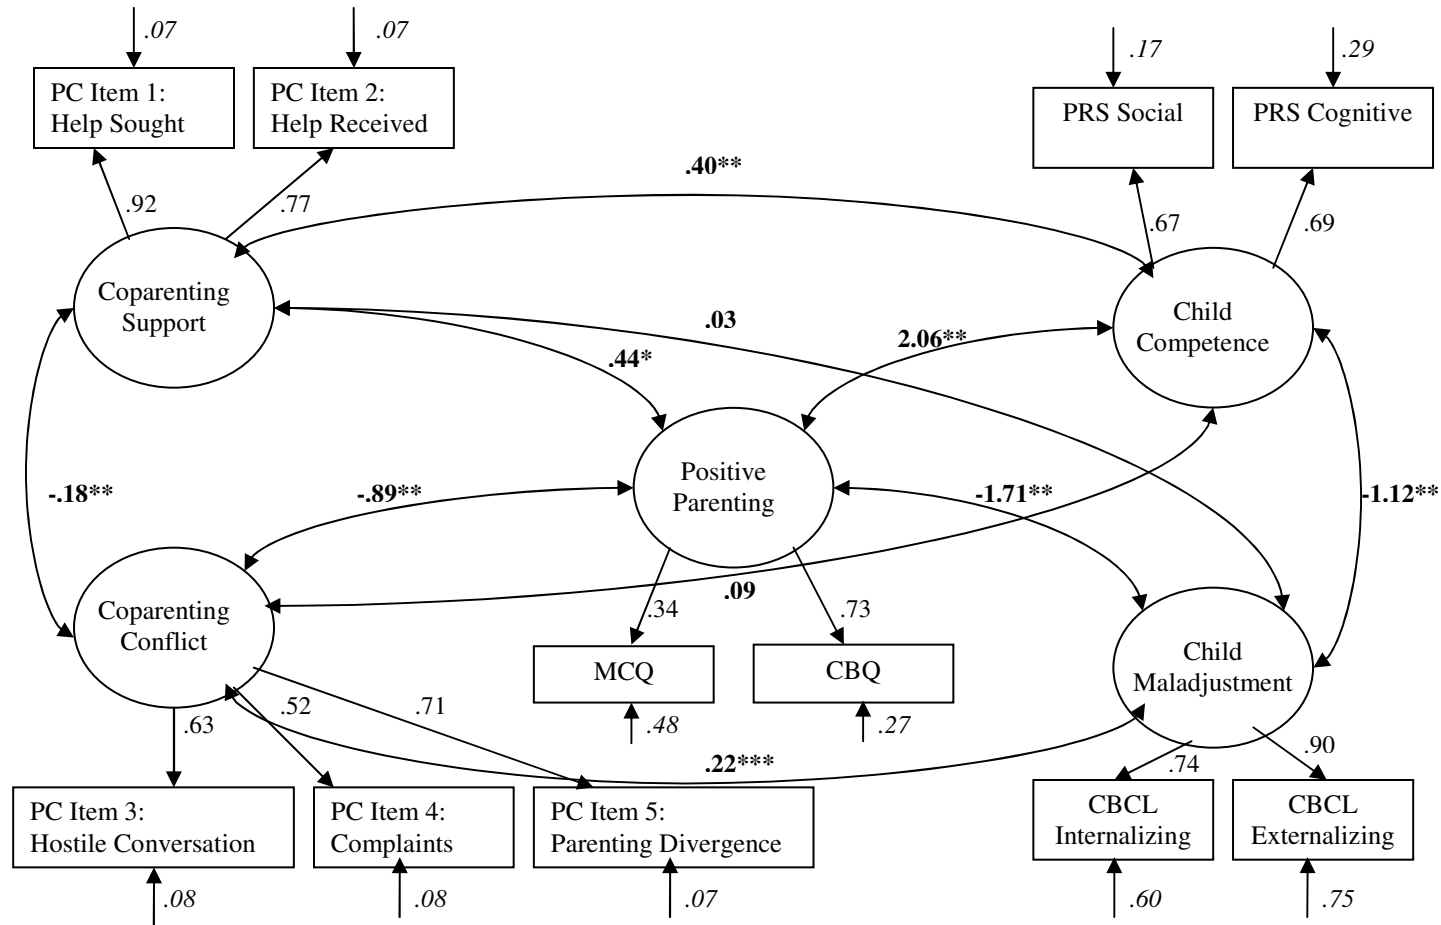 .07
.07
.17
.29
PC Item 1:
Help Sought
PC Item 2:
Help Received
PRS Social
PRS Cognitive
.40**
.92
.77
.67
.69
Coparenting
Support
.03
Child
Competence
2.06**
.44*
Positive
Parenting
-.18**
-.89**
-1.71**
-1.12**
.09
Coparenting
Conflict
.34
.73
MCQ
CBQ
Child
Maladjustment
.63
.52
.71
.48
.27
.22***
.74
.90
PC Item 3:
Hostile Conversation
PC Item 4:
Complaints
PC Item 5:
Parenting Divergence
CBCL
Internalizing
CBCL
Externalizing
.08
.08
.07
.60
.75